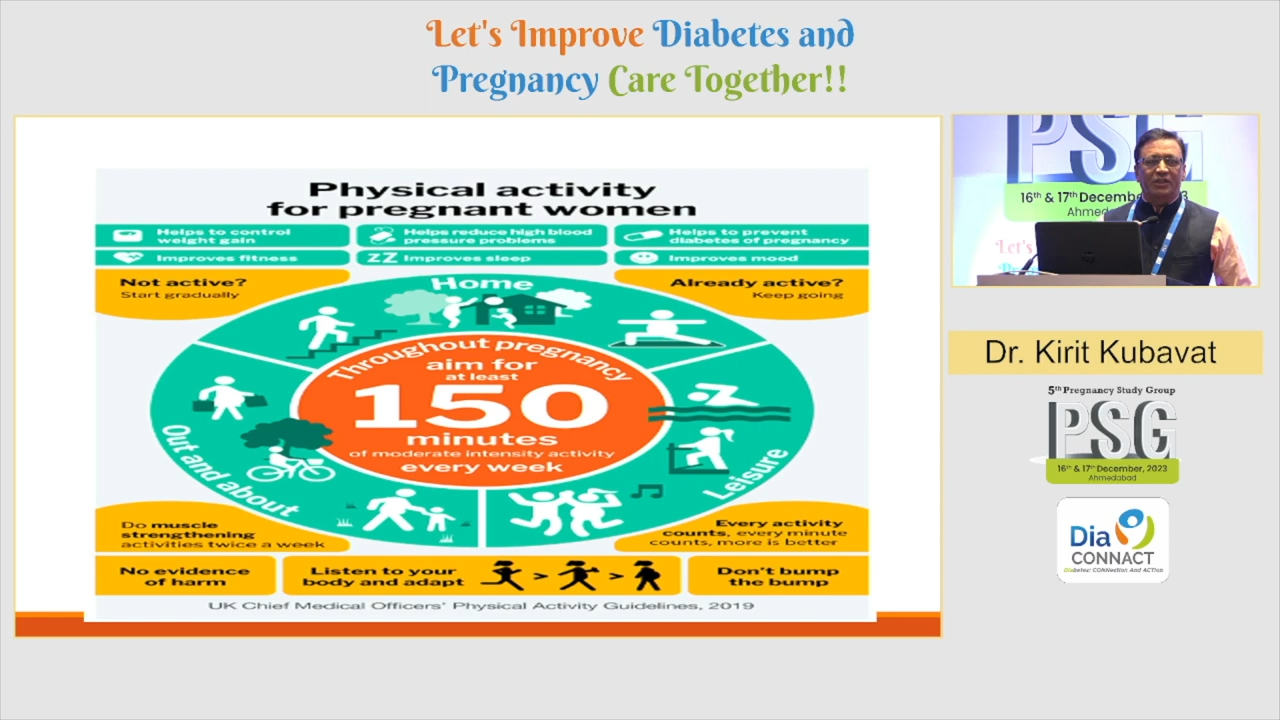 Let's Improve Diabetes and
Pregnancy Care Together!!
Physical activity
for pregnant women
Helps to control
weight gain
Helps reduce high blood
pressure problems
Helps to prevent
diabetes of pregnancy
Improves fitness
ZZ Improves sleep
Improves mood
Not active?
Start gradually
Already active?
Keep going
Home
Throughout pregnancy
aim for
at least
150
minutes
of moderate intensity activity
every week
Out and about
Leisure
Do muscle
strengthening
activities twice a week
Every activity
counts, every minute
counts, more is better
No evidence
of harm
Listen to your
body and adapt
> >
Don't bump
the bump
UK Chief Medical Officers' Physical Activity Guidelines, 2019
PSG
16th & 17th December
Ahmed
Let's
Dr. Kirit Kubavat
5th Pregnancy Study Group
PSG
16th & 17th December, 2023
Ahmedabad
Dia
CONNACT
Diabetes: CONNection And ACTion